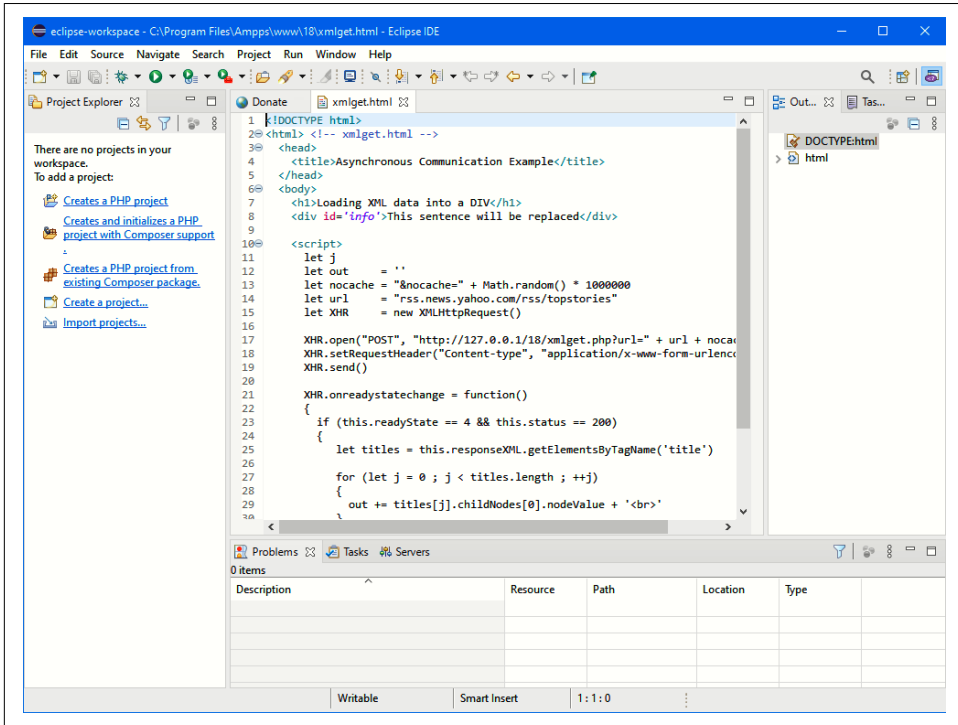 eclipse-workspace - C:\Program Files\Ampps\www\18\xmlget.html - Eclipse IDE
File Edit Source Navigate Search Project Run Window Help
Project Explorer
There are no projects in your
workspace.
To add a project:
Creates a PHP project
Creates and initializes a PHP
project with Composer support
.
Creates a PHP project from
existing Composer package.
Create a project...
Import projects...
Donate xmlget.html
1 <!DOCTYPE html>
2 <html> <!-- xmlget.html -->
3 <head>
4 <title>Asynchronous Communication Example</title>
5 </head>
6 <body>
7 <h1>Loading XML data into a DIV</h1>
8 <div id='info'>This sentence will be replaced</div>
9
10 <script>
11 let j
12 let out = ''
13 let nocache = "&nocache=" + Math.random() * 1000000
14 let url = "rss.news.yahoo.com/rss/topstories"
15 let XHR = new XMLHttpRequest()
16
17 XHR.open("POST", "http://127.0.0.1/18/xmlget.php?url=" + url + nocac
18 XHR.setRequestHeader("Content-type", "application/x-www-form-urlenco
19 XHR.send()
20
21 XHR.onreadystatechange = function()
22 {
23 if (this.readyState == 4 && this.status == 200)
24 {
25 let titles = this.responseXML.getElementsByTagName('title')
26
27 for (let j = 0 ; j < titles.length ; ++j)
28 {
29 out += titles[j].childNodes[0].nodeValue + '<br>'
30 }
Out... Tas...
DOCTYPE:html
html
Problems Tasks Servers
0 items
Description Resource Path Location Type
Writable Smart Insert 1 : 1 : 0